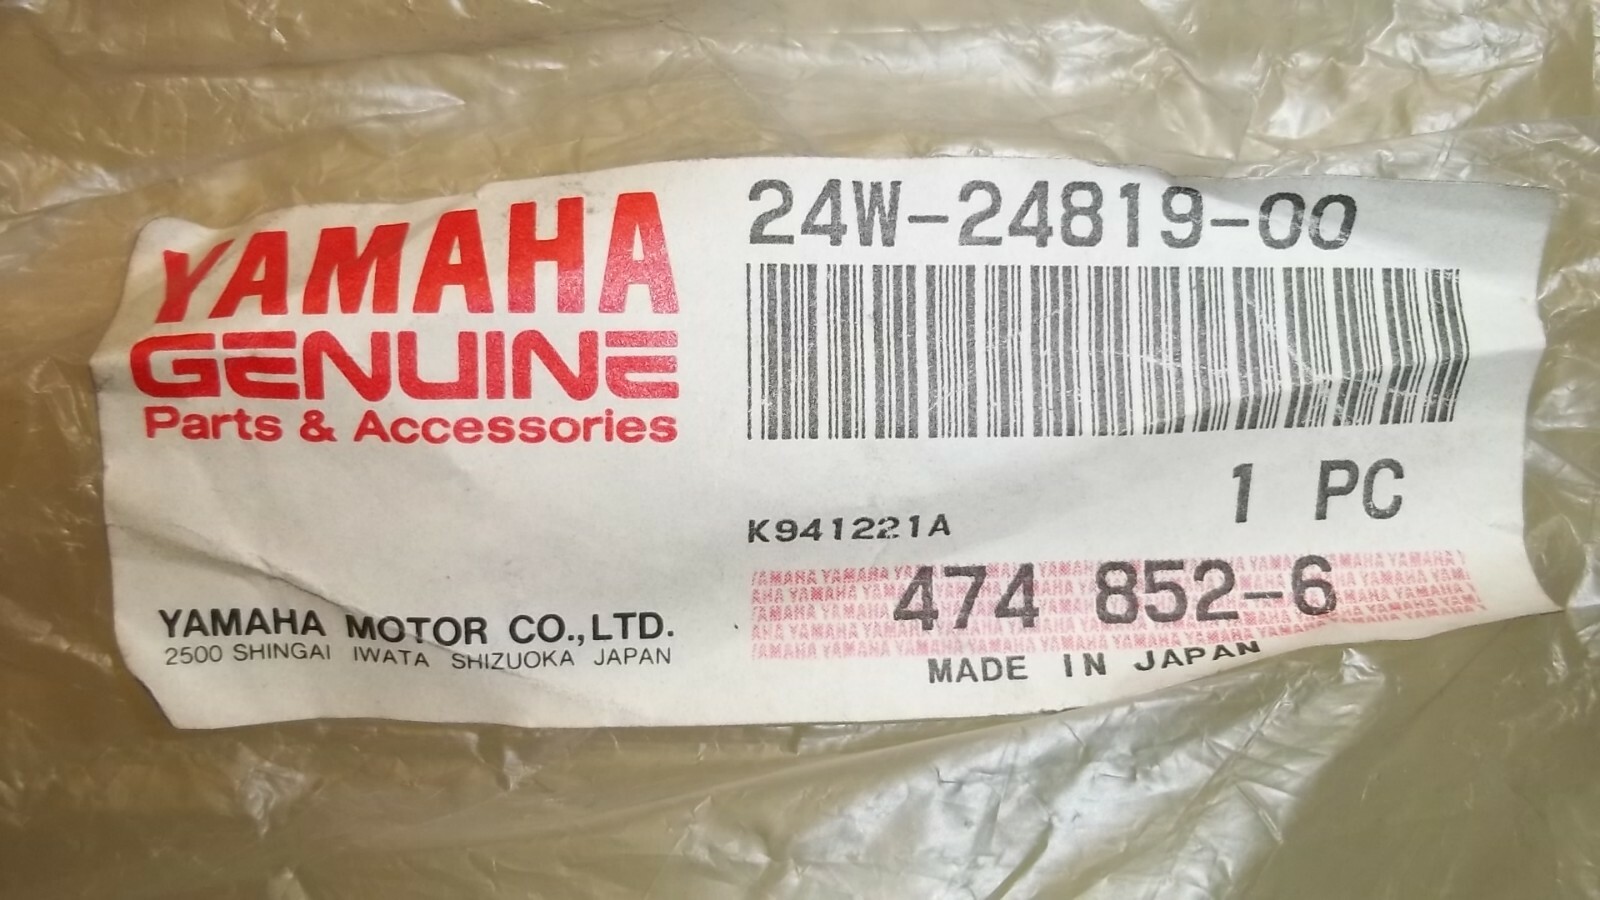 YAMAHA
GENUINE
Parts & Accessories
YAMAHA MOTOR CO.,LTD.
2500 SHINGAI IWATA SHIZUOKA JAPAN
24W-24819-00
1 PC
K941221A
474 852-6
MADE IN JAPAN